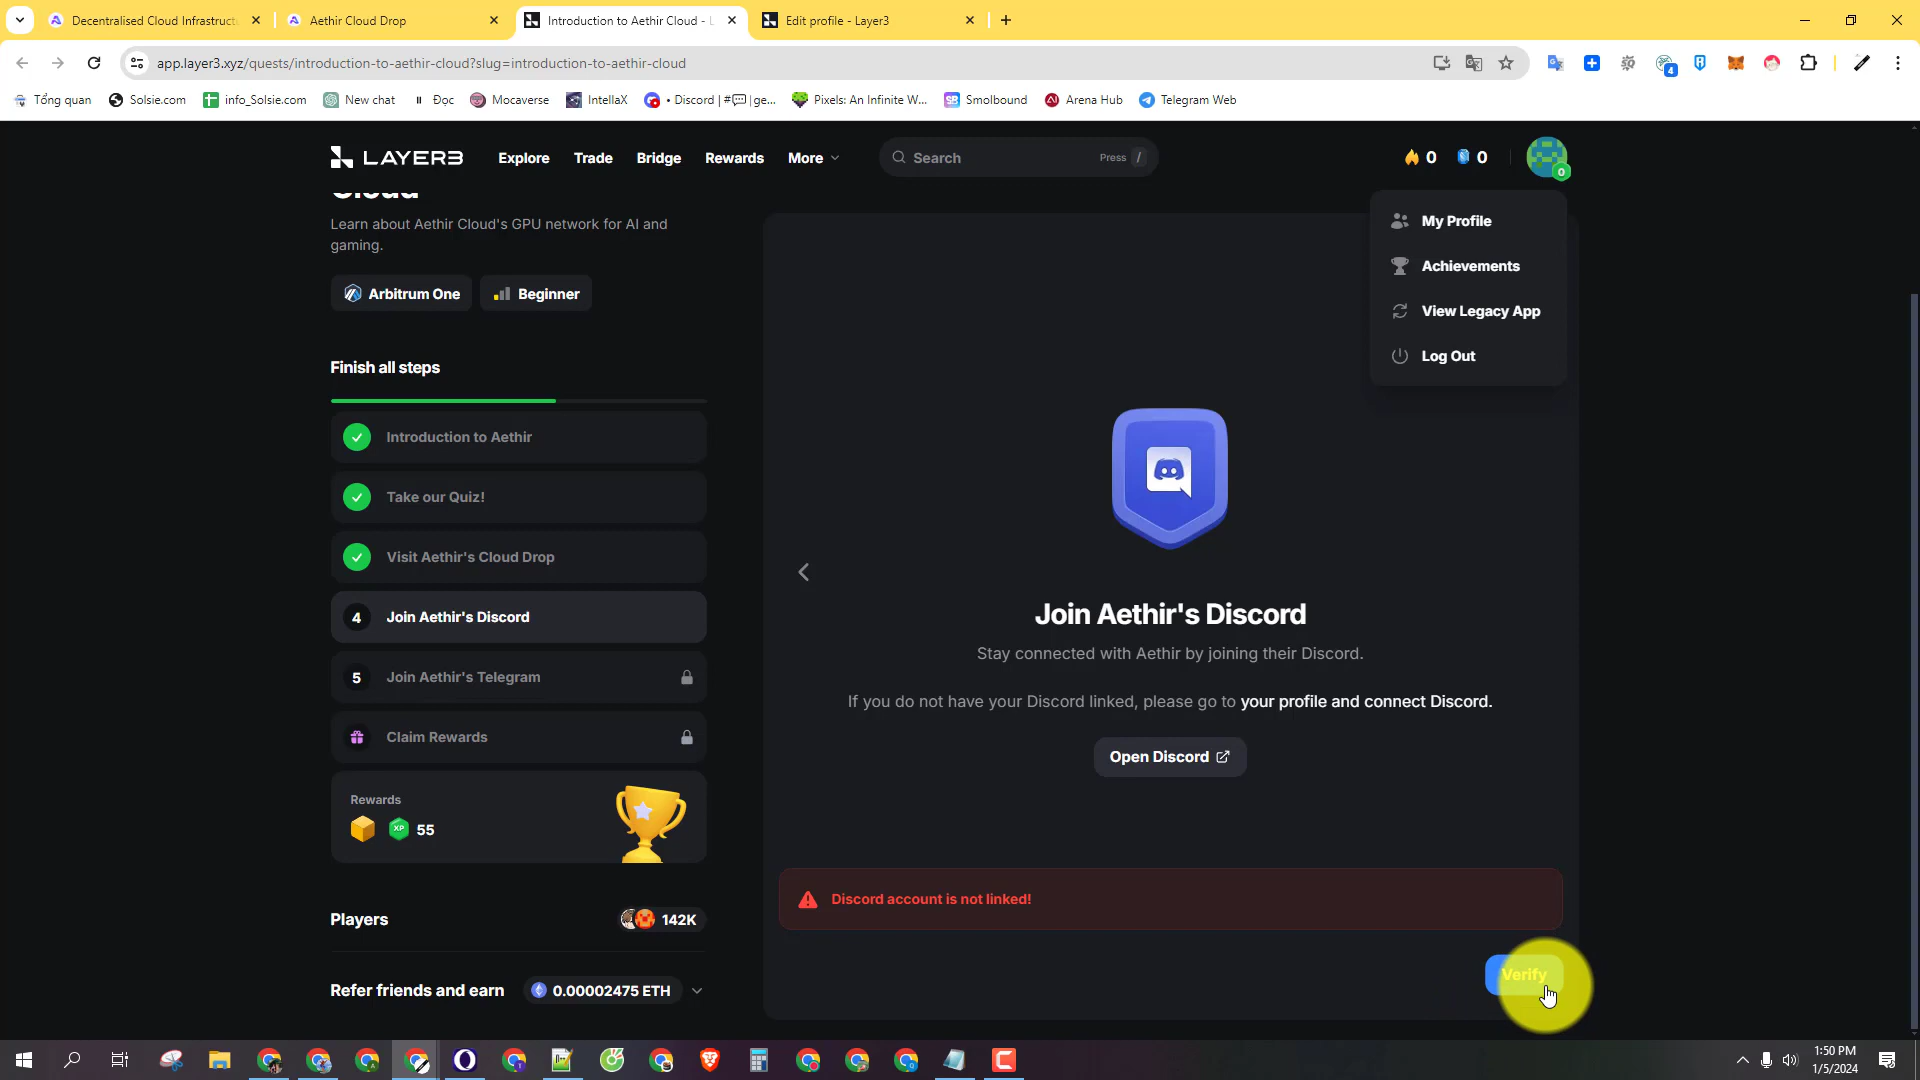 Decentralised Cloud Infrastruct
Aethir Cloud Drop
Introduction to Aethir Cloud - L
Edit profile - Layer3
app.layer3.xyz/quests/introduction-to-aethir-cloud?slug=introduction-to-aethir-cloud
4
Tổng quan
Solsie.com
info_Solsie.com
New chat
Đọc
Mocaverse
IntellaX
• Discord | #💬 | ge...
Pixels: An Infinite W...
Smolbound
Arena Hub
Telegram Web
LAYER3
Explore
Trade
Bridge
Rewards
More
Search
Press /
0
0
0
Cloud
Learn about Aethir Cloud's GPU network for AI and
gaming.
Arbitrum One
Beginner
My Profile
Achievements
View Legacy App
Log Out
Finish all steps
Introduction to Aethir
Take our Quiz!
Visit Aethir's Cloud Drop
4 Join Aethir's Discord
5 Join Aethir's Telegram
Claim Rewards
Rewards
XP 55
Players
142K
Refer friends and earn
0.00002475 ETH
Join Aethir's Discord
Stay connected with Aethir by joining their Discord.
If you do not have your Discord linked, please go to your profile and connect Discord.
Open Discord
Discord account is not linked!
Verify
1:50 PM
1/5/2024